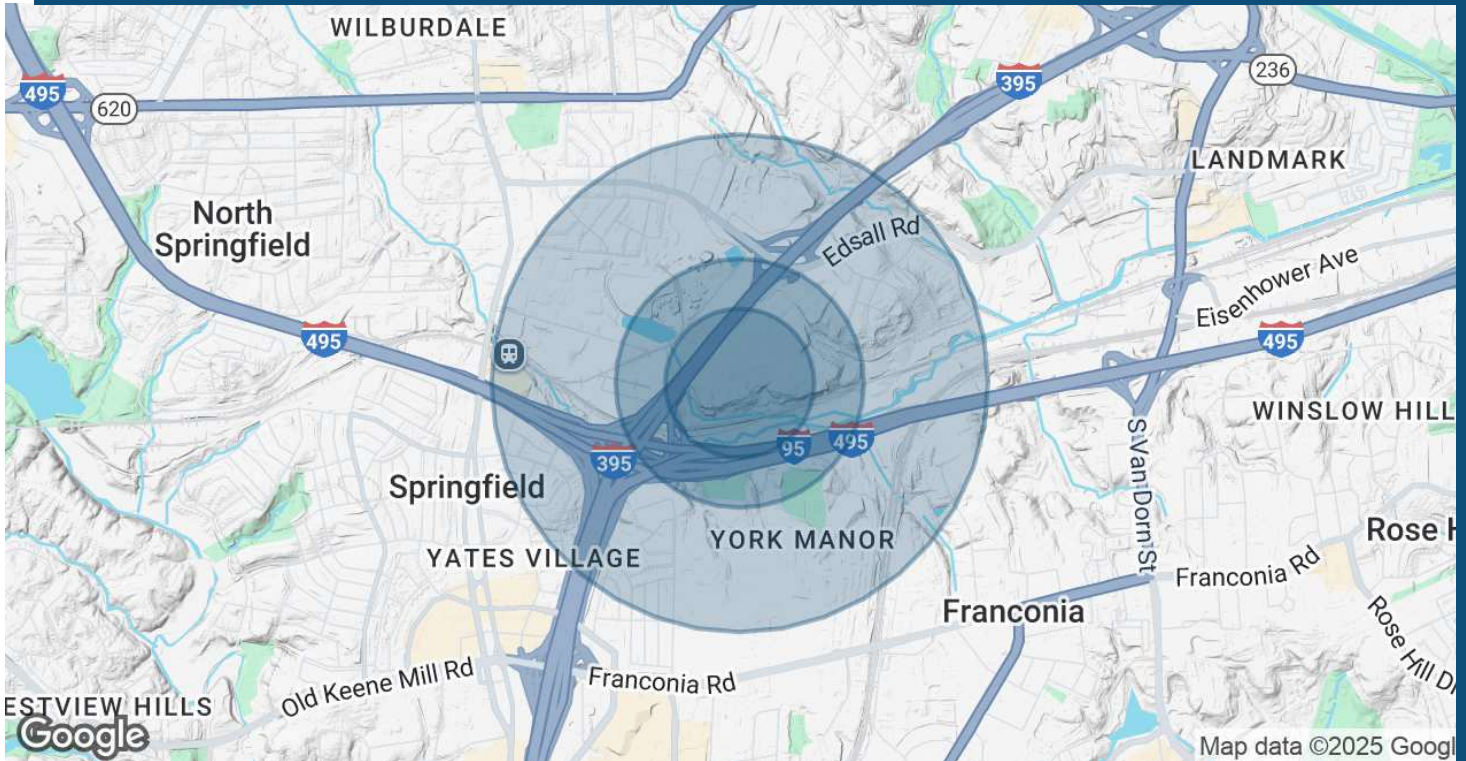 WILBURDALE
495
620
395
236
LANDMARK
North
Springfield
Edsall Rd
Eisenhower Ave
495
495
WINSLOW HILL
S Van Dorn St
395
95
495
Springfield
YORK MANOR
Rose H
YATES VILLAGE
Franconia Rd
Franconia
Rose Hill D
Old Keene Mill Rd
Franconia Rd
ESTVIEW HILLS
Google
Map data ©2025 Googl